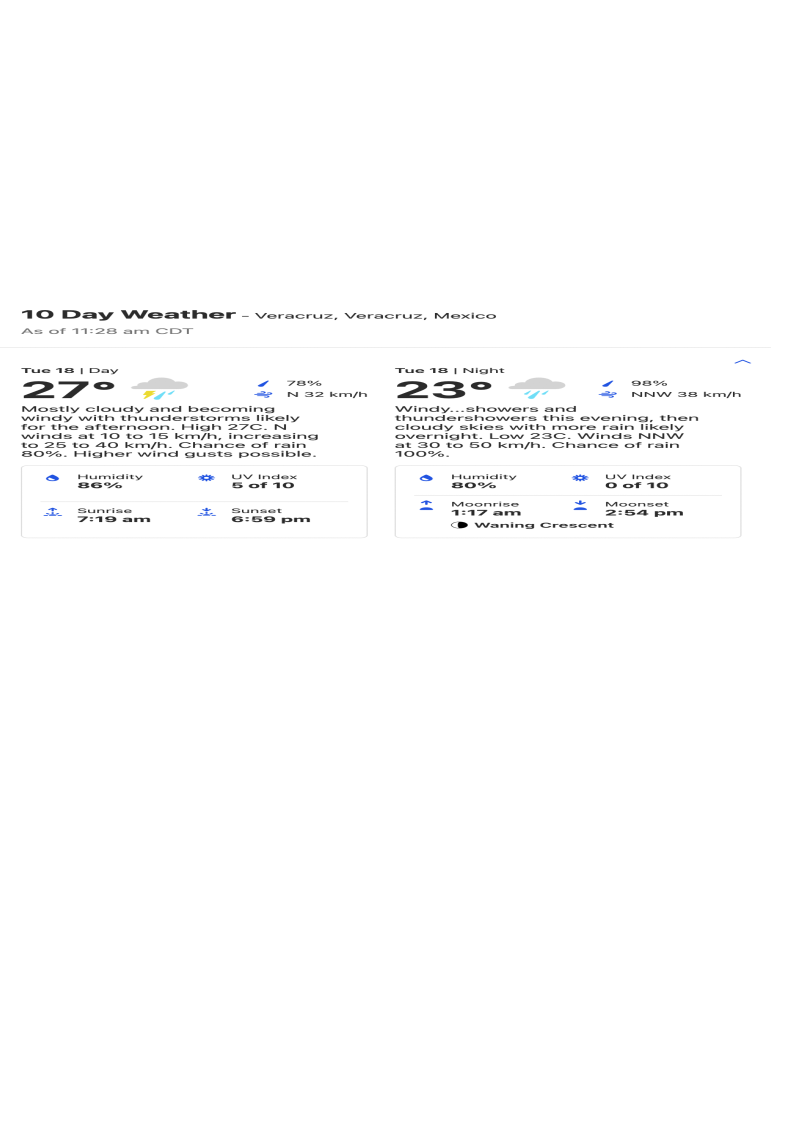 10 Day Weather - Veracruz, Veracruz, Mexico
As of 11:28 am CDT
Tue 18 | Day
27°
78%
N 32 km/h
Mostly cloudy and becoming
windy with thunderstorms likely
for the afternoon. High 27C. N
winds at 10 to 15 km/h, increasing
to 25 to 40 km/h. Chance of rain
80%. Higher wind gusts possible.
Humidity
86%
UV Index
5 of 10
Sunrise
7:19 am
Sunset
6:59 pm
Tue 18 | Night
23°
98%
NNW 38 km/h
Windy...showers and
thundershowers this evening, then
cloudy skies with more rain likely
overnight. Low 23C. Winds NNW
at 30 to 50 km/h. Chance of rain
100%.
Humidity
80%
UV Index
0 of 10
Moonrise
1:17 am
Waning Crescent
Moonset
2:54 pm